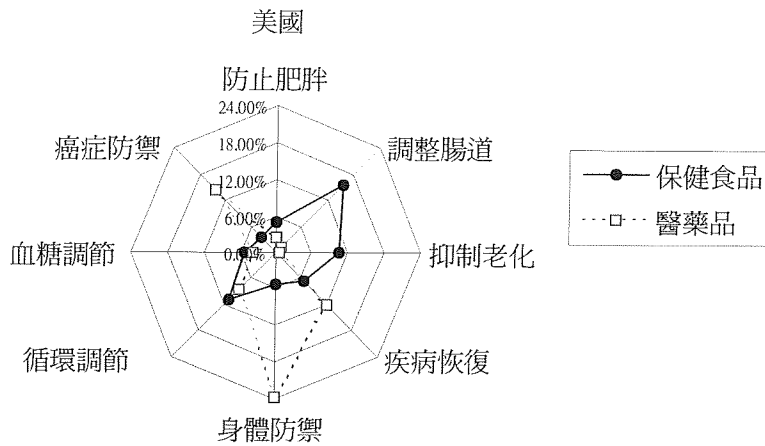 美國
防止肥胖
24.00%
18.00%
12.00%
6.00%
0.00%
調整腸道
抑制老化
疾病恢復
身體防禦
循環調節
血糖調節
癌症防禦
保健食品
醫藥品